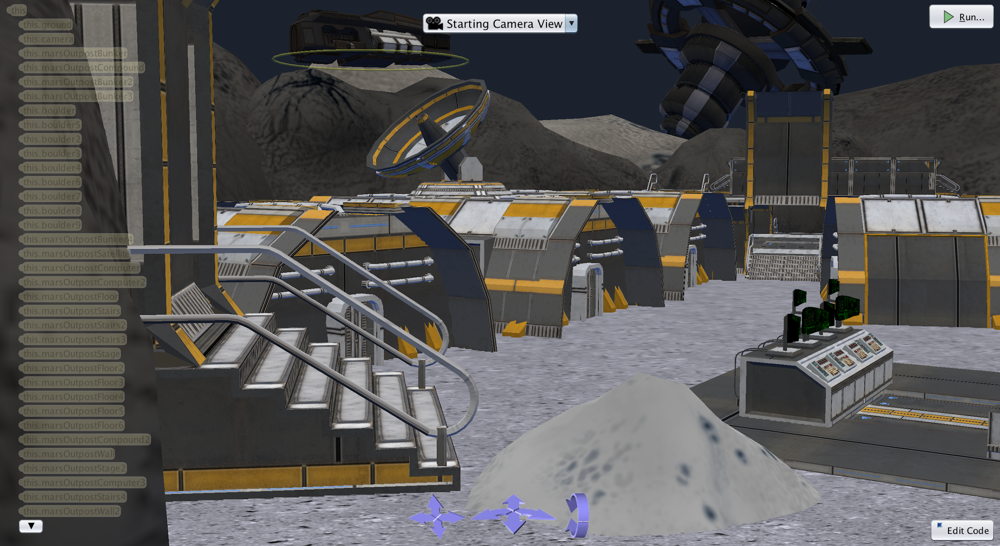 this
this.ground
this.camera
this.marsOutpostBunker
this.marsOutpostCompound
this.marsOutpostBunker2
this.marsOutpostBunker3
this.boulder
this.boulder5
this.boulder2
this.boulder3
this.boulder4
this.boulder6
this.boulder7
this.boulder8
this.boulder9
this.marsOutpostBunker4
this.marsOutpostSatellite
this.marsOutpostComputer
this.marsOutpostComputer2
this.marsOutpostFloor
this.marsOutpostStairs
this.marsOutpostStairs2
this.marsOutpostStairs3
this.marsOutpostStage
this.marsOutpostFloor2
this.marsOutpostFloor3
this.marsOutpostFloor4
this.marsOutpostFloor5
this.marsOutpostFloor6
this.marsOutpostCompound2
this.marsOutpostWall
this.marsOutpostStage2
this.marsOutpostComputer3
this.marsOutpostStairs4
this.marsOutpostWall2
Starting Camera View
Run...
Edit Code